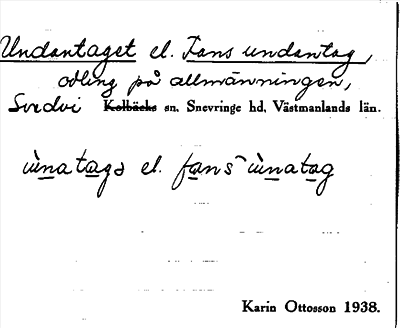 Undantaget el. Fans undantag,
odling på allmänningen,
Svedvi Kolbäcks sn. Snevringe hd. Västmanlands län.
ùnatags el. fans ùnatag
Karin Ottosson 1938.